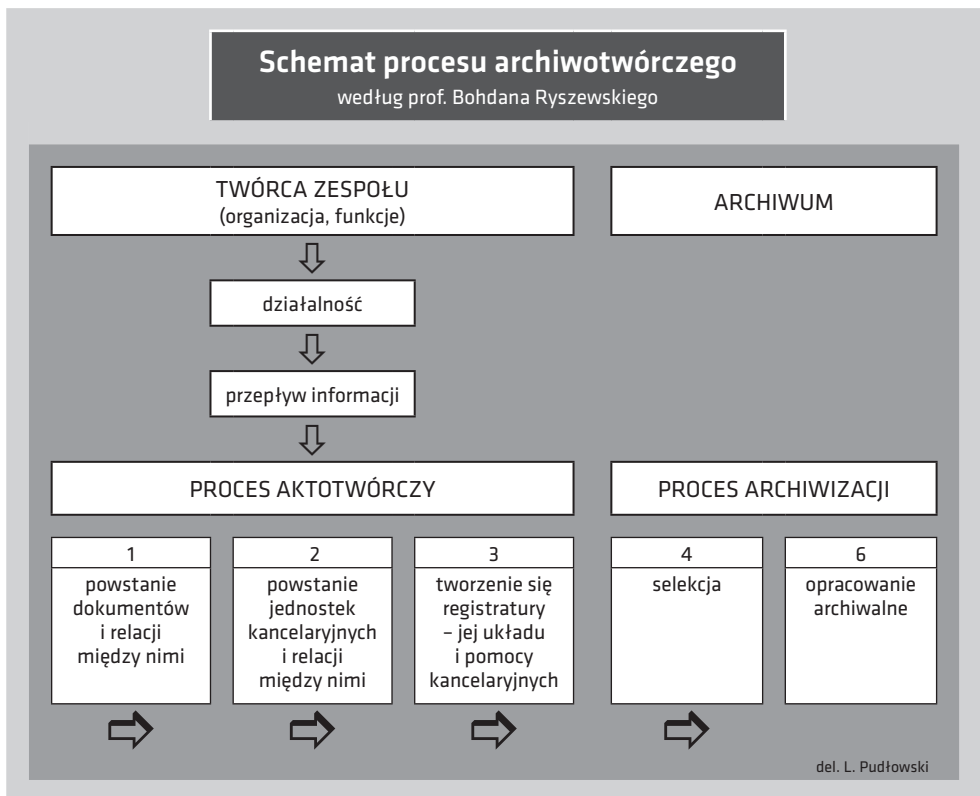 Schemat procesu archiwotwórczego
według prof. Bohdana Ryszewskiego
TWÓRCA ZESPOŁU
(organizacja, funkcje)
ARCHIWUM
działalność
przepływ informacji
PROCES AKTOTWÓRCZY
PROCES ARCHIWIZACJI
1
powstanie
dokumentów
i relacji
między nimi
2
powstanie
jednostek
kancelaryjnych
i relacji
między nimi
3
tworzenie się
registratury
– jej układu
i pomocy
kancelaryjnych
4
selekcja
6
opracowanie
archiwalne
del. L. Pudłowski